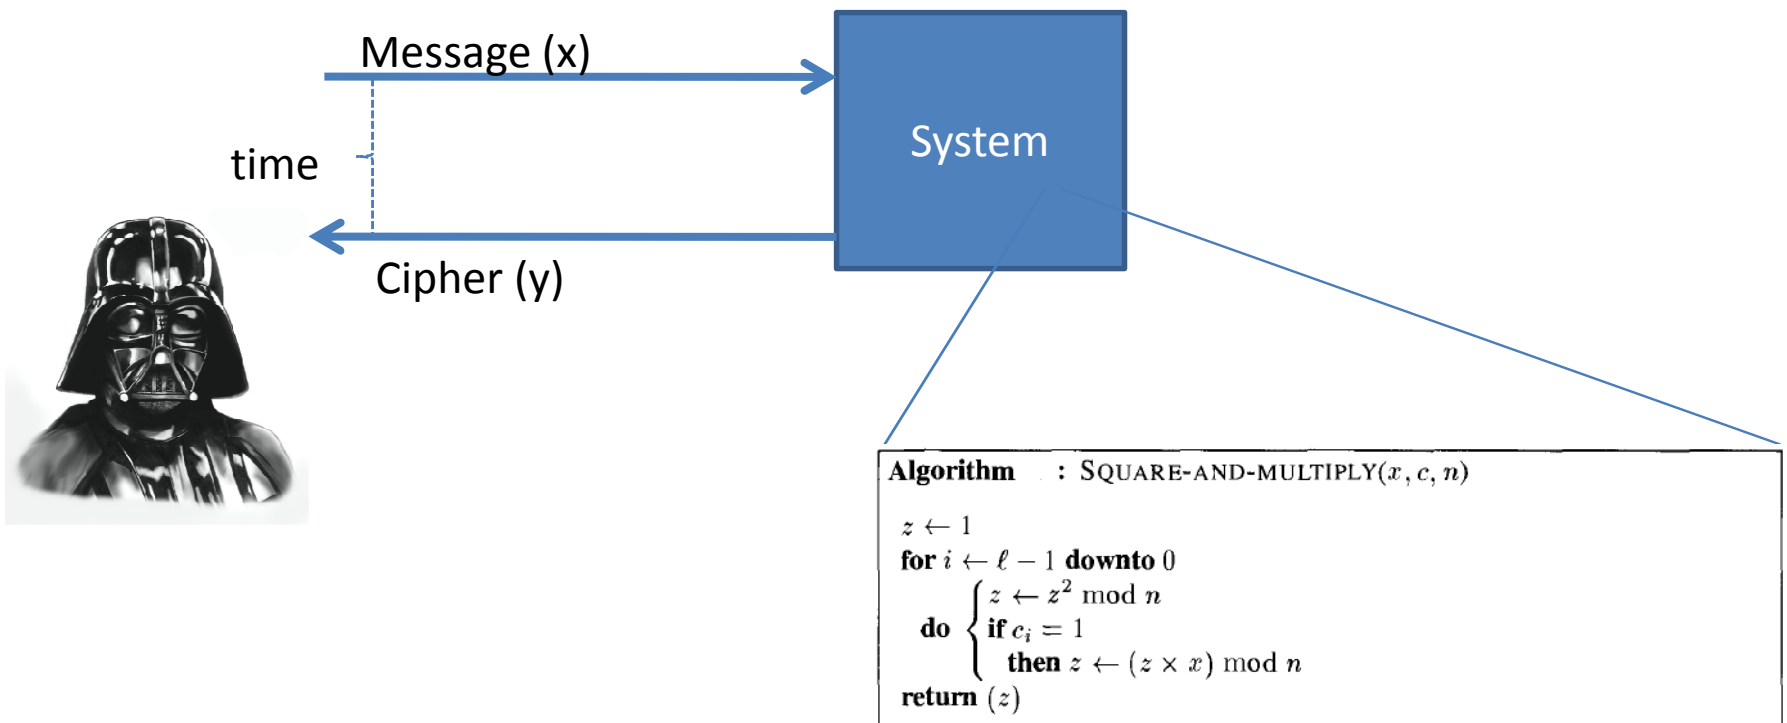 Message (x)
System
time
Cipher (y)
Algorithm : SQUARE-AND-MULTIPLY(x, c, n)
z ← 1
for i ← ℓ − 1 downto 0
z ← z² mod n
do { if cᵢ = 1
then z ← (z × x) mod n
return (z)